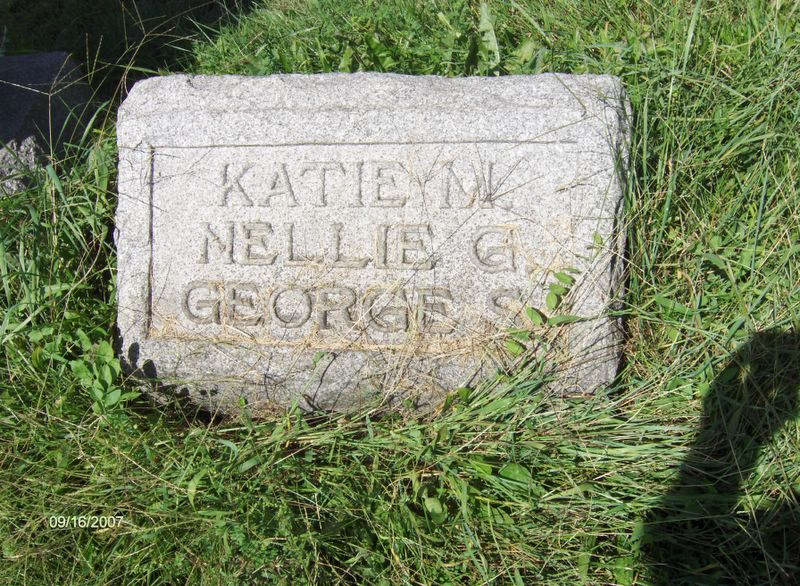 KATIE M.
NELLIE G.
GEORGE S.
09/16/2007